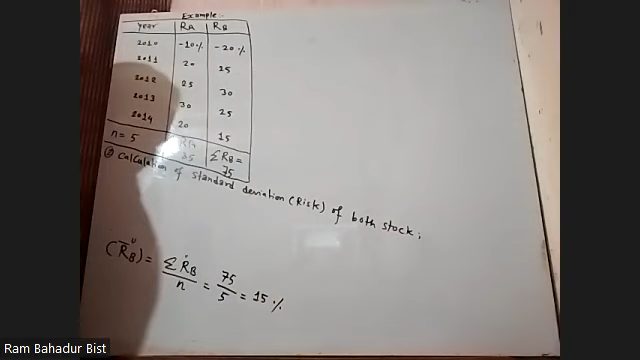 Example:
Year RA RB
2010 -10% -20%
2011 20 25
2012 25 30
2013 30 25
2014 20 15
n = 5 85 ΣRB = 75
Calculation of standard deviation (Risk) of both stock;
(R̅B) = ΣRB / n = 75 / 5 = 15%
Ram Bahadur Bist